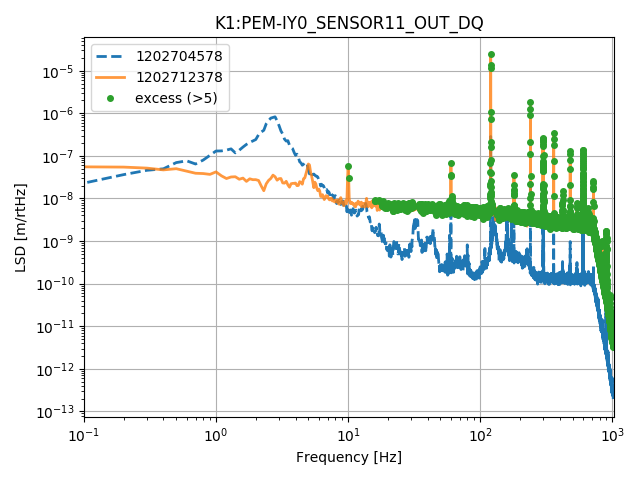 K1:PEM-IY0_SENSOR11_OUT_DQ
1202704578
1202712378
excess (>5)
LSD [m/rtHz]
10⁻⁵
10⁻⁶
10⁻⁷
10⁻⁸
10⁻⁹
10⁻¹⁰
10⁻¹¹
10⁻¹²
10⁻¹³
10⁻¹ 10⁰ 10¹ 10² 10³
Frequency [Hz]